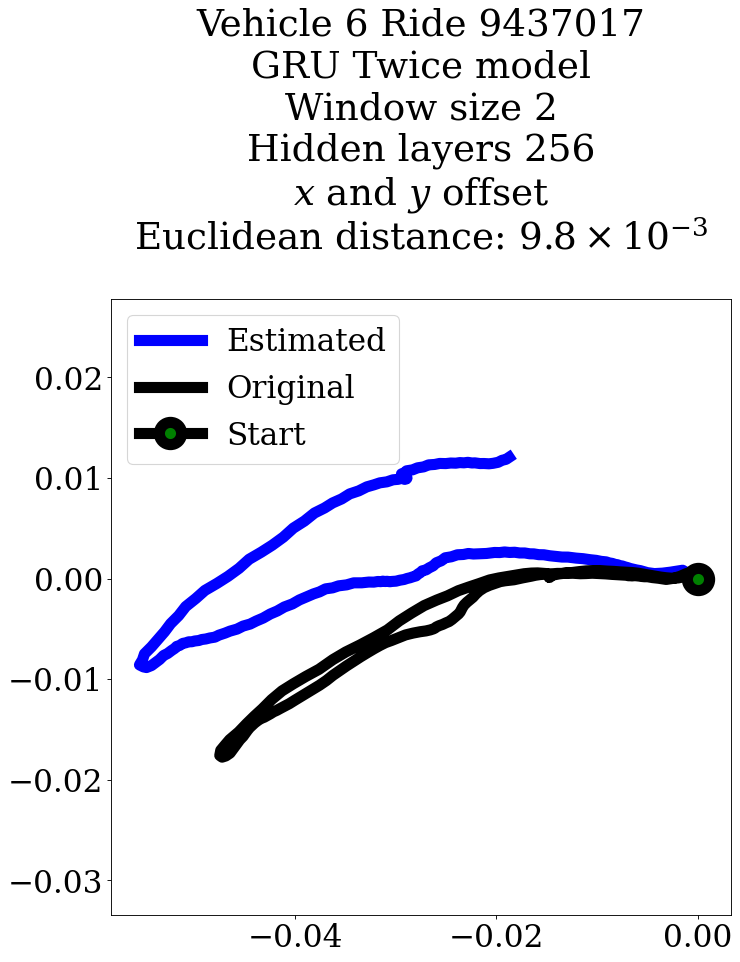 Vehicle 6 Ride 9437017
GRU Twice model
Window size 2
Hidden layers 256
x and y offset
Euclidean distance: 9.8 × 10⁻³
Estimated
Original
Start
0.02
0.01
0.00
−0.01
−0.02
−0.03
−0.04
−0.02
0.00